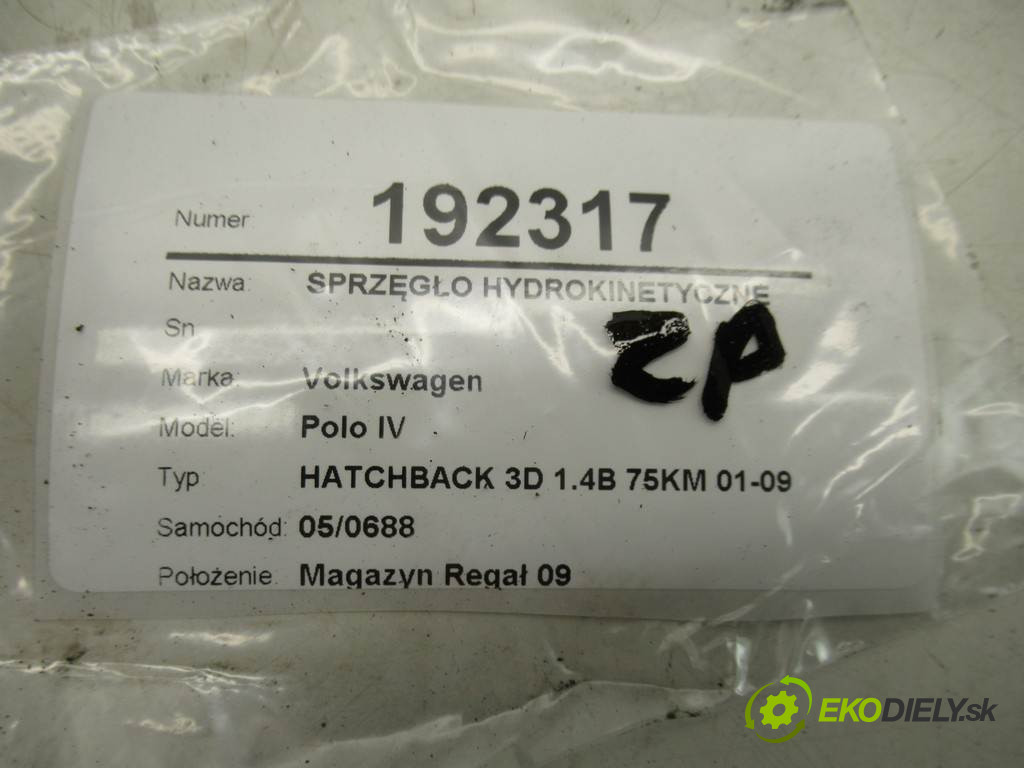 Numer: 192317
Nazwa: SPRZĘGŁO HYDROKINETYCZNE
Sn
ZP
Marka: Volkswagen
Model: Polo IV
Typ HATCHBACK 3D 1.4B 75KM 01-09
Samochód: 05/0688
Położenie: Magazyn Regał 09
EKODIELY.sk